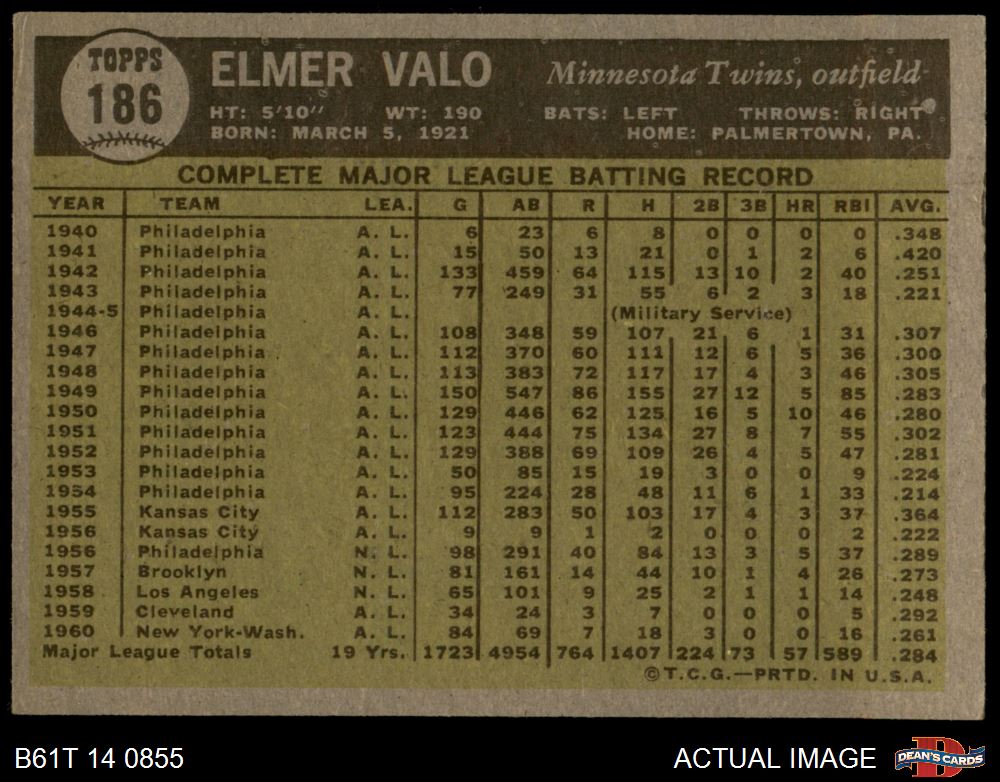 TOPPS
186
ELMER VALO Minnesota Twins, outfield
HT: 5'10" WT: 190 BATS: LEFT THROWS: RIGHT
BORN: MARCH 5, 1921 HOME: PALMERTOWN, PA.
COMPLETE MAJOR LEAGUE BATTING RECORD
YEAR TEAM LEA. G AB R H 2B 3B HR RBI AVG.
1940 Philadelphia A. L. 6 23 6 8 0 0 0 0 .348
1941 Philadelphia A. L. 15 50 13 21 0 1 2 6 .420
1942 Philadelphia A. L. 133 459 64 115 13 10 2 40 .251
1943 Philadelphia A. L. 77 249 31 55 6 2 3 18 .221
1944-5 Philadelphia A. L. (Military Service)
1946 Philadelphia A. L. 108 348 59 107 21 6 1 31 .307
1947 Philadelphia A. L. 112 370 60 111 12 6 5 36 .300
1948 Philadelphia A. L. 113 383 72 117 17 4 3 46 .305
1949 Philadelphia A. L. 150 547 86 155 27 12 5 85 .283
1950 Philadelphia A. L. 129 446 62 125 16 5 10 46 .280
1951 Philadelphia A. L. 123 444 75 134 27 8 7 55 .302
1952 Philadelphia A. L. 129 388 69 109 26 4 5 47 .281
1953 Philadelphia A. L. 50 85 15 19 3 0 0 9 .224
1954 Philadelphia A. L. 95 224 28 48 11 6 1 33 .214
1955 Kansas City A. L. 112 283 50 103 17 4 3 37 .364
1956 Kansas City A. L. 9 9 1 2 0 0 0 2 .222
1956 Philadelphia N. L. 98 291 40 84 13 3 5 37 .289
1957 Brooklyn N. L. 81 161 14 44 10 1 4 26 .273
1958 Los Angeles N. L. 65 101 9 25 2 1 1 14 .248
1959 Cleveland A. L. 34 24 3 7 0 0 0 5 .292
1960 New York-Wash. A. L. 84 69 7 18 3 0 0 16 .261
Major League Totals 19 Yrs. 1723 4954 764 1407 224 73 57 589 .284
©T.C.G.—PRTD. IN U.S.A.
B61T 14 0855 ACTUAL IMAGE DEAN'S CARDS